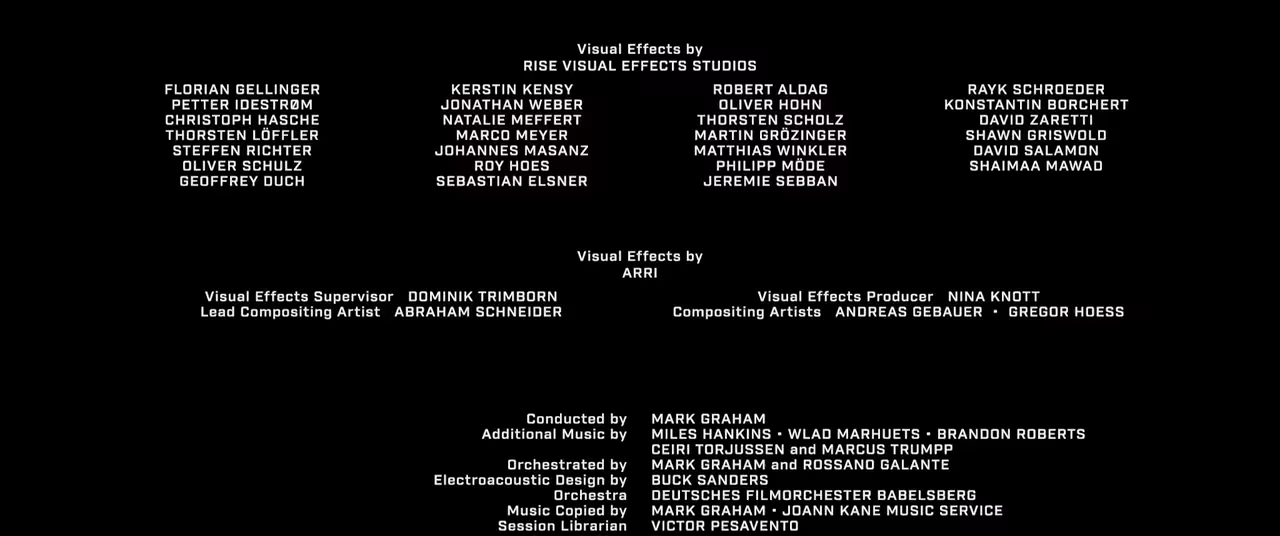 Visual Effects by
RISE VISUAL EFFECTS STUDIOS
FLORIAN GELLINGER KERSTIN KENSY ROBERT ALDAG RAYK SCHROEDER
PETTER IDESTRØM JONATHAN WEBER OLIVER HOHN KONSTANTIN BORCHERT
CHRISTOPH HASCHE NATALIE MEFFERT THORSTEN SCHOLZ DAVID ZARETTI
THORSTEN LÖFFLER MARCO MEYER MARTIN GRÖZINGER SHAWN GRISWOLD
STEFFEN RICHTER JOHANNES MASANZ MATTHIAS WINKLER DAVID SALAMON
OLIVER SCHULZ ROY HOES PHILIPP MÖDE SHAIMAA MAWAD
GEOFFREY DUCH SEBASTIAN ELSNER JEREMIE SEBBAN
Visual Effects by
ARRI
Visual Effects Supervisor DOMINIK TRIMBORN Visual Effects Producer NINA KNOTT
Lead Compositing Artist ABRAHAM SCHNEIDER Compositing Artists ANDREAS GEBAUER • GREGOR HOESS
Conducted by MARK GRAHAM
Additional Music by MILES HANKINS • WLAD MARHUETS • BRANDON ROBERTS
CEIRI TORJUSSEN and MARCUS TRUMPP
Orchestrated by MARK GRAHAM and ROSSANO GALANTE
Electroacoustic Design by BUCK SANDERS
Orchestra DEUTSCHES FILMORCHESTER BABELSBERG
Music Copied by MARK GRAHAM • JOANN KANE MUSIC SERVICE
Session Librarian VICTOR PESAVENTO